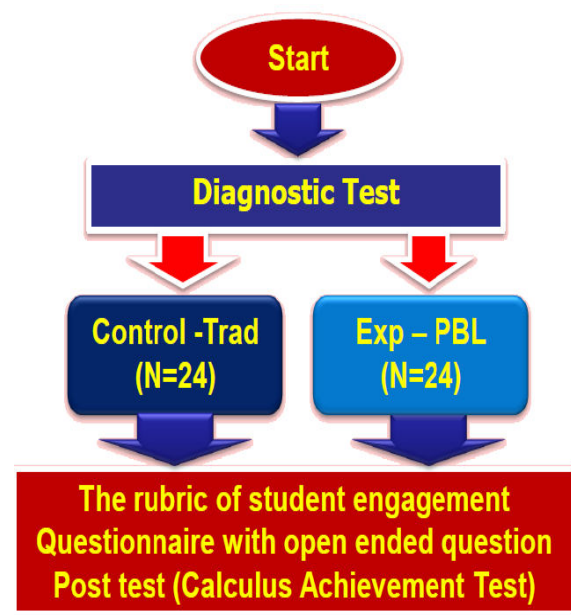 Start
Diagnostic Test
Control -Trad
(N=24)
Exp – PBL
(N=24)
The rubric of student engagement
Questionnaire with open ended question
Post test (Calculus Achievement Test)